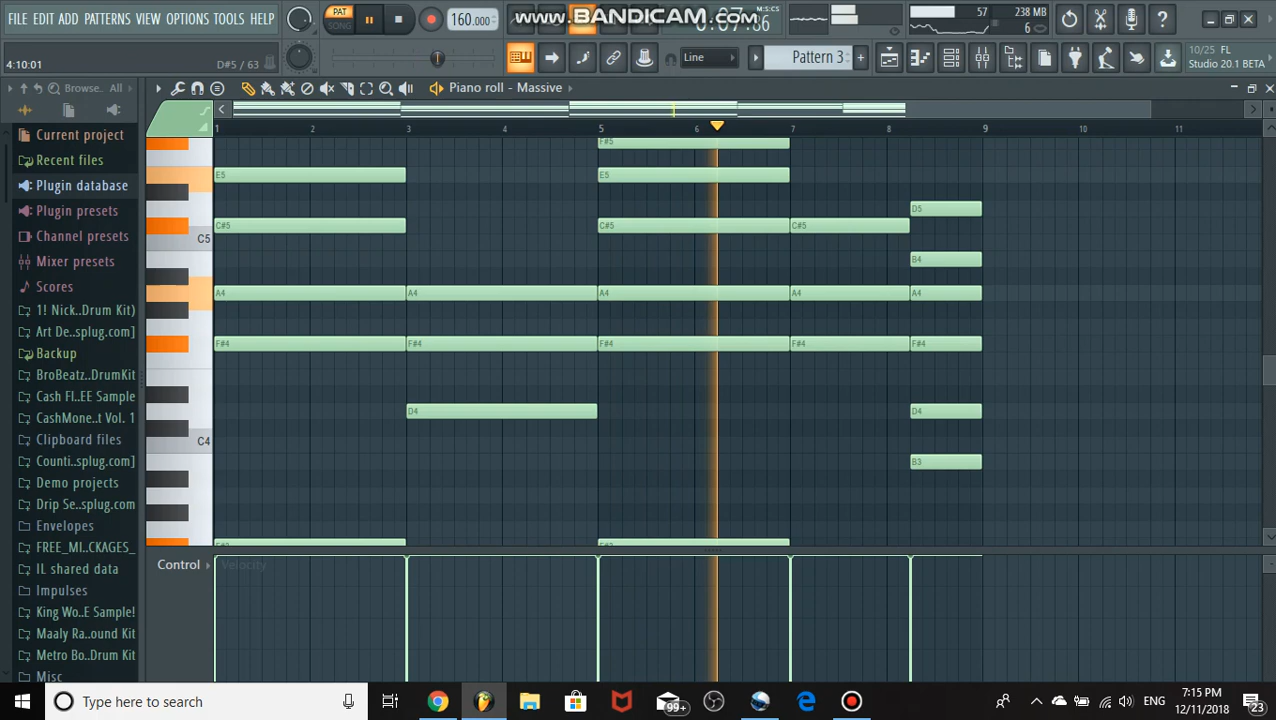 FILE EDIT ADD PATTERNS VIEW OPTIONS TOOLS HELP
PAT
SONG
160.000
www.BANDICAM.com
M:S:CS
57
238 MB
6
4:10:01
D#5 / 63
Line
Pattern 3
10/25 FL
Studio 20.1 BETA
Browse.. All
Piano roll - Massive
1 2 3 4 5 6 7 8 9 10 11
Current project
Recent files
Plugin database
Plugin presets
Channel presets
Mixer presets
Scores
1! Nick..Drum Kit)
Art De..splug.com]
Backup
BroBeatz..DrumKit
Cash Fl..EE Sample
CashMone..t Vol. 1
Clipboard files
Counti..splug.com]
Demo projects
Drip Se..splug.com
Envelopes
FREE_MI..CKAGES_
IL shared data
Impulses
King Wo..E Sample!
Maaly Ra..ound Kit
Metro Bo..Drum Kit
Misc
F#5
E5 E5
D5
C#5 C#5 C#5
C5
B4
A4 A4 A4 A4 A4
F#4 F#4 F#4 F#4 F#4
D4 D4
C4
B3
Control
Velocity
Type here to search
99+
ENG
7:15 PM
12/11/2018
23